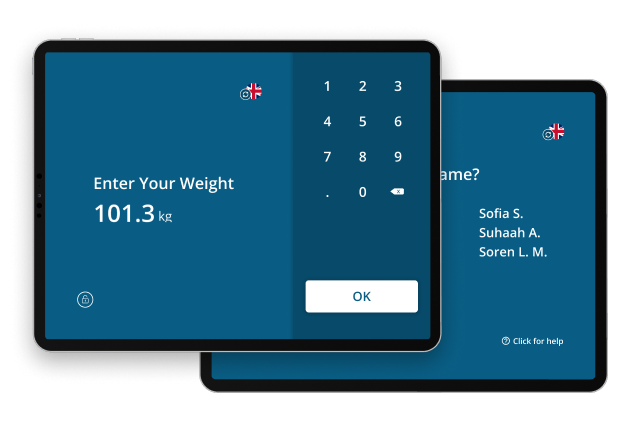 Enter Your Weight
101.3 kg
1 2 3
4 5 6
7 8 9
. 0
OK
ame?
Sofia S.
Suhaah A.
Soren L. M.
Click for help